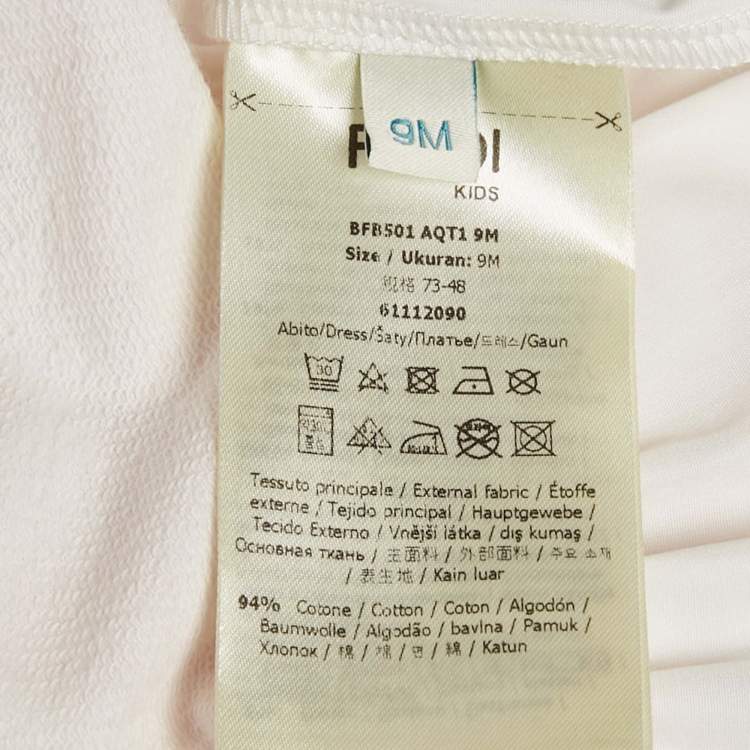 9M
KIDS
BFB501 AQT1 9M
Size / Ukuran: 9M
规格 73-48
61112090
Abito/Dress/Šaty/Платье/드레스/Gaun
30
Tessuto principale / External fabric / Étoffe
externe / Tejido principal / Hauptgewebe /
Tecido Externo / Vnější látka / dış kumaş /
Основная ткань / 主面料 / 外部面料 / 주요 소재
/ 表生地 / Kain luar
94% Cotone / Cotton / Coton / Algodón /
Baumwolle / Algodão / bavlna / Pamuk /
Хлопок / 棉 / 棉 / 면 / 綿 / Katun